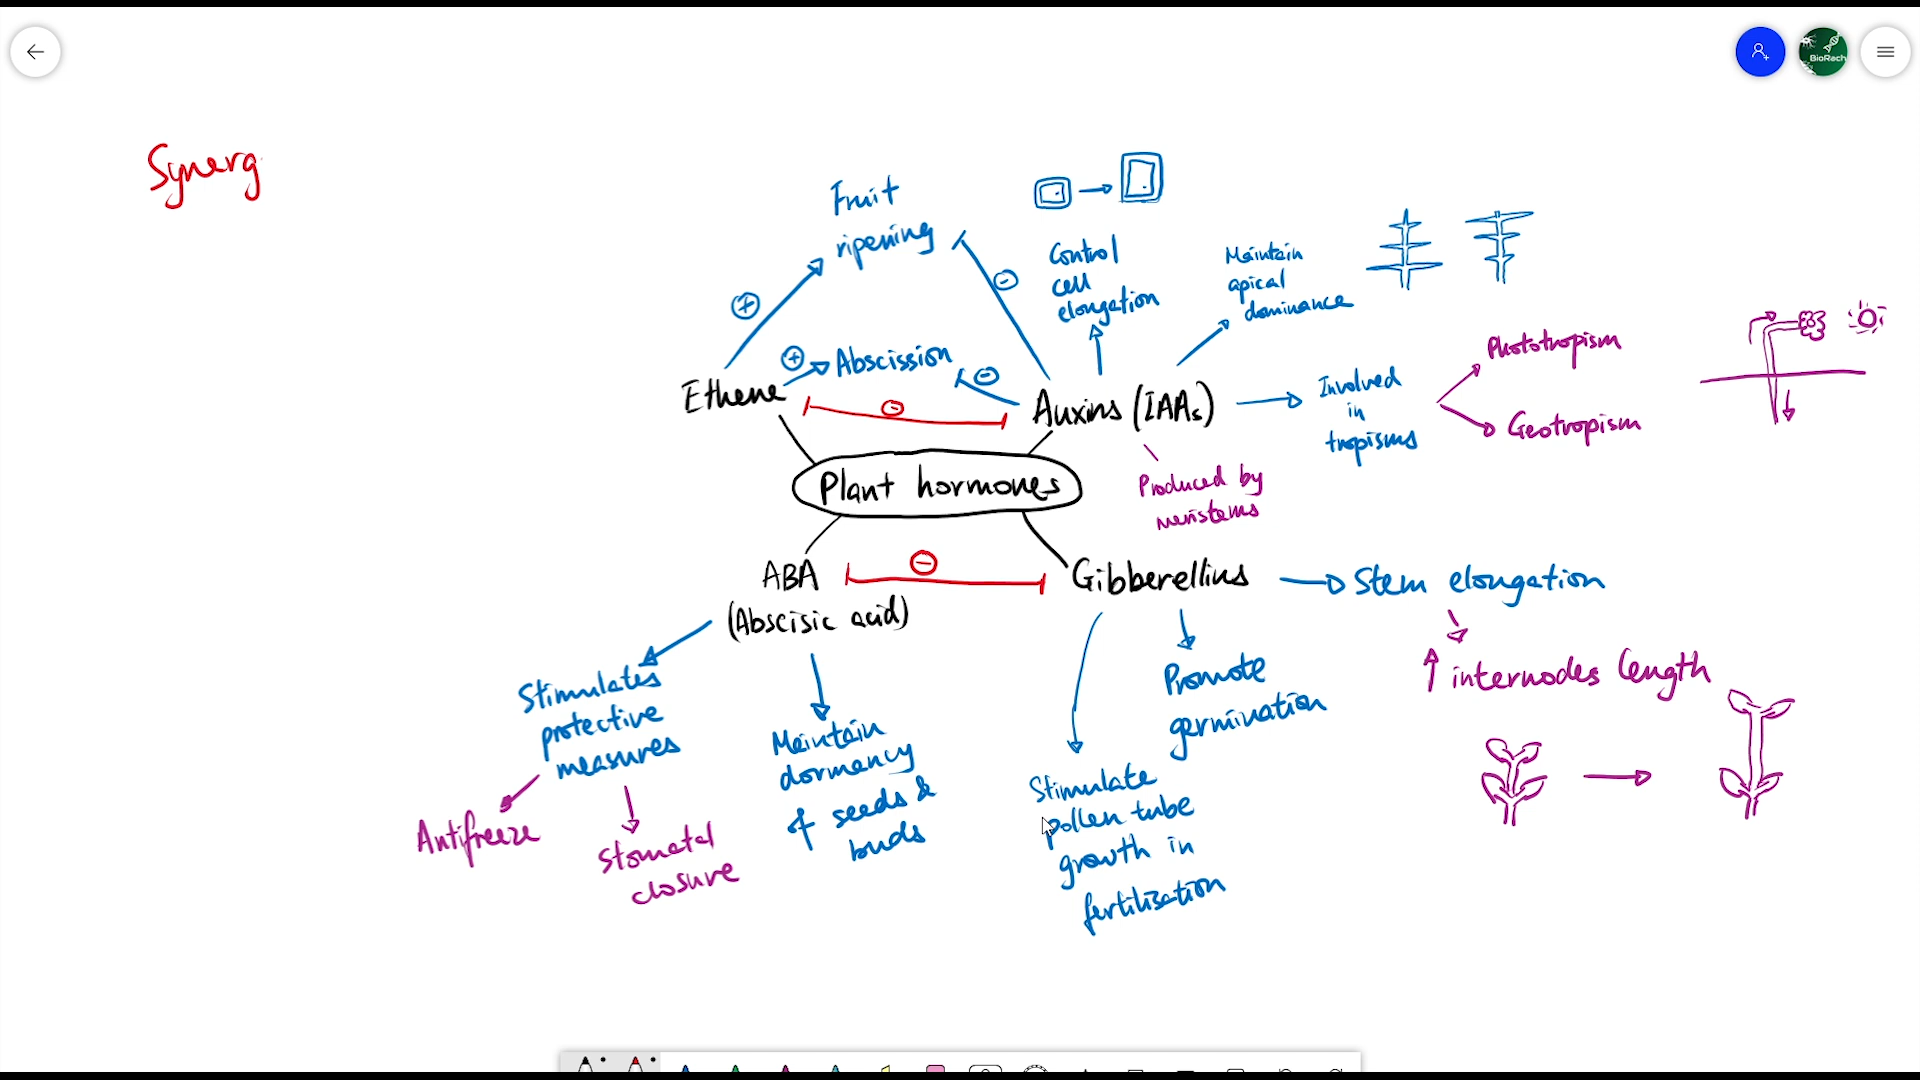 BioRach
Synerg
Fruit
ripening
Control
cell
elongation
Maintain
apical
dominance
Phototropism
Geotropism
Involved
in
tropisms
+
-
+ Abscission -
Ethene
-
Auxins (IAAs)
Produced by
meristems
Plant hormones
ABA
(Abscisic acid)
-
Gibberellins
Stem elongation
↑ internodes length
Stimulates
protective
measures
Antifreeze
Stomatal
closure
Maintain
dormancy
of seeds &
buds
Promote
germination
Stimulate
pollen tube
growth in
fertilisation